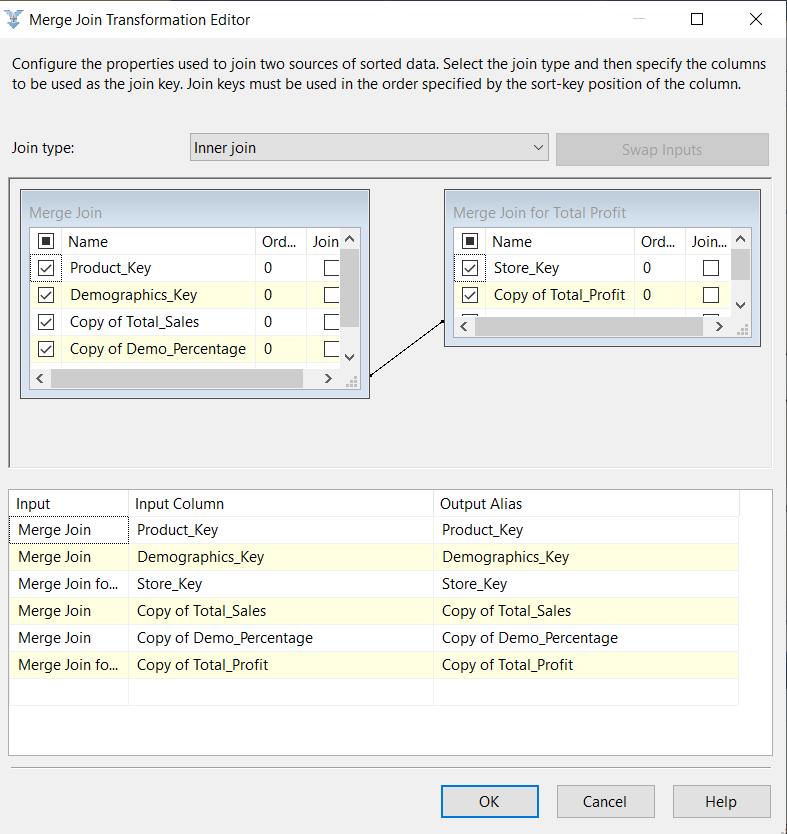 Merge Join Transformation Editor
Configure the properties used to join two sources of sorted data. Select the join type and then specify the columns
to be used as the join key. Join keys must be used in the order specified by the sort-key position of the column.
Join type: Inner join Swap Inputs
Merge Join
Name Ord... Join
Product_Key 0
Demographics_Key 0
Copy of Total_Sales 0
Copy of Demo_Percentage 0
Merge Join for Total Profit
Name Ord... Join...
Store_Key 0
Copy of Total_Profit 0
Input Input Column Output Alias
Merge Join Product_Key Product_Key
Merge Join Demographics_Key Demographics_Key
Merge Join fo... Store_Key Store_Key
Merge Join Copy of Total_Sales Copy of Total_Sales
Merge Join Copy of Demo_Percentage Copy of Demo_Percentage
Merge Join fo... Copy of Total_Profit Copy of Total_Profit
OK Cancel Help